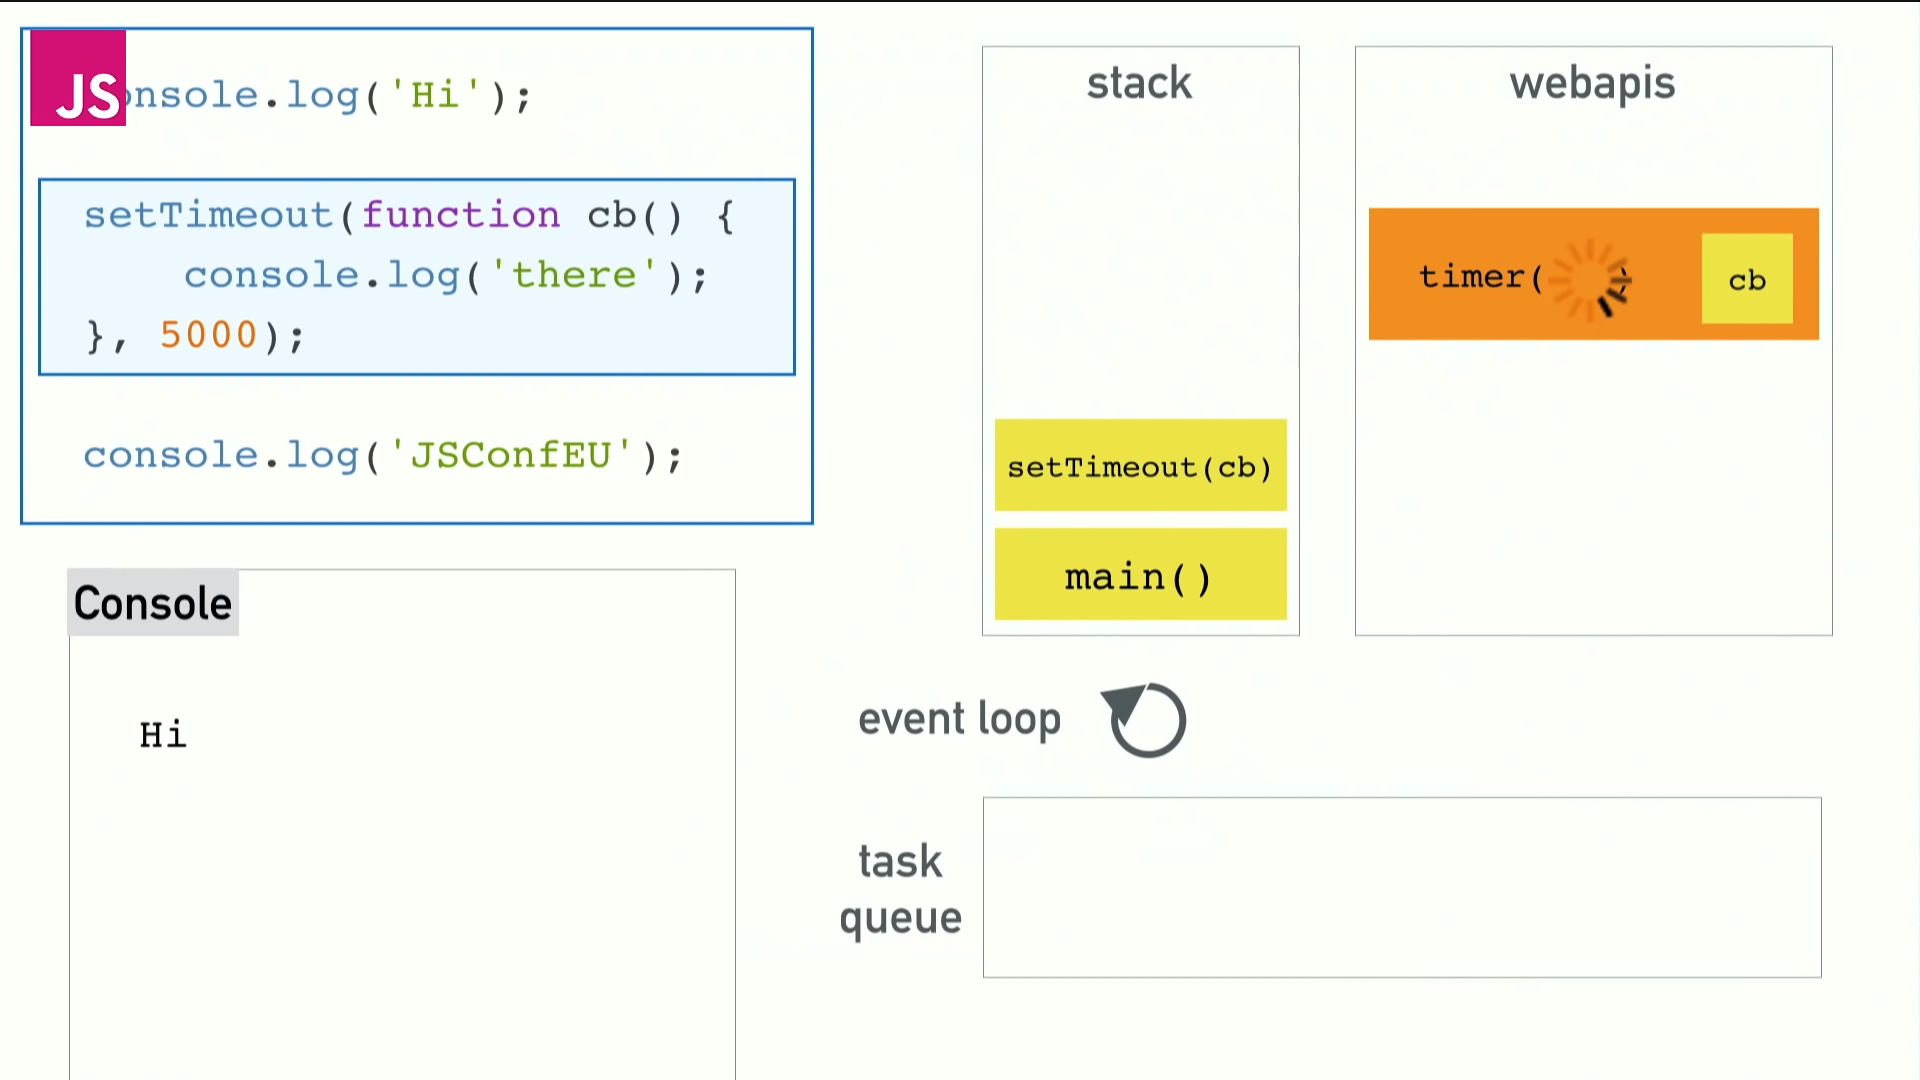 JS
onsole.log('Hi');
setTimeout(function cb() {
console.log('there');
}, 5000);
console.log('JSConfEU');
Console
Hi
stack
setTimeout(cb)
main()
webapis
timer(
cb
event loop
task
queue